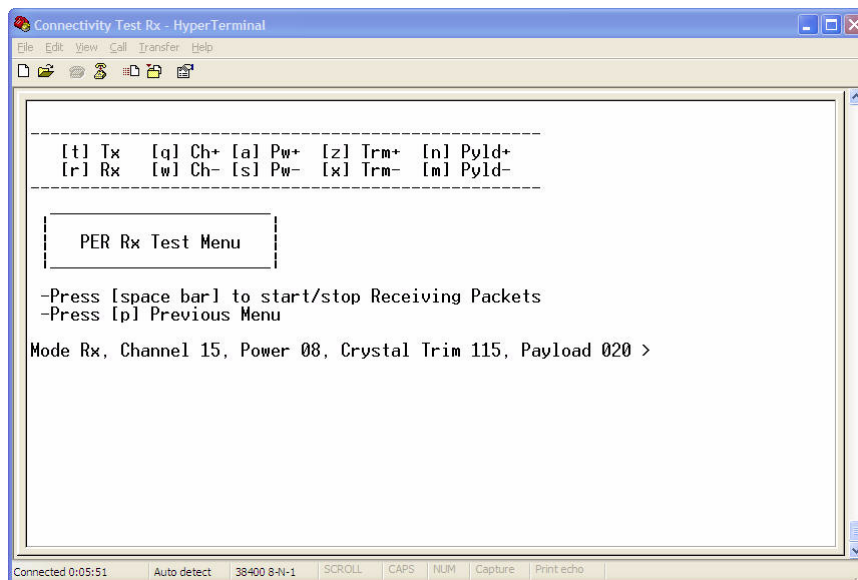 Connectivity Test Rx - HyperTerminal
File Edit View Call Transfer Help
[t] Tx [q] Ch+ [a] Pw+ [z] Trm+ [n] Pyld+
[r] Rx [w] Ch- [s] Pw- [x] Trm- [m] Pyld-
PER Rx Test Menu
-Press [space bar] to start/stop Receiving Packets
-Press [p] Previous Menu
Mode Rx, Channel 15, Power 08, Crystal Trim 115, Payload 020 >
Connected 0:05:51 Auto detect 38400 8-N-1 SCROLL CAPS NUM Capture Print echo